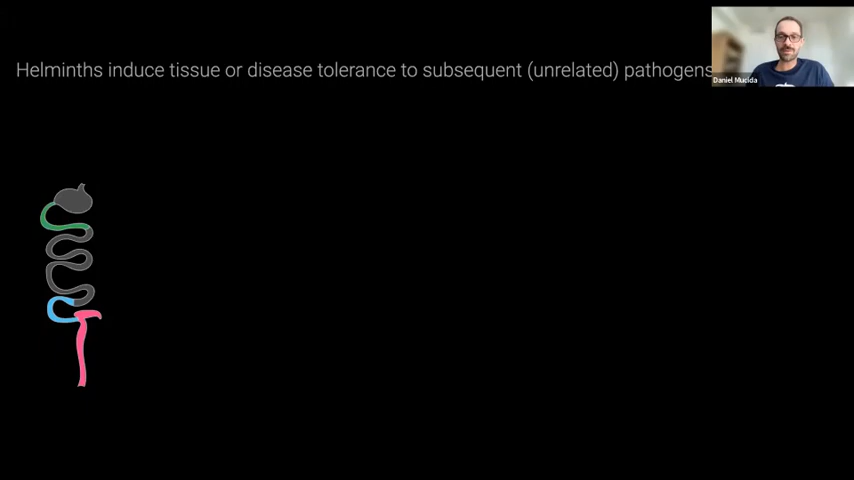 Helminths induce tissue or disease tolerance to subsequent (unrelated) pathogens
Daniel Mucida